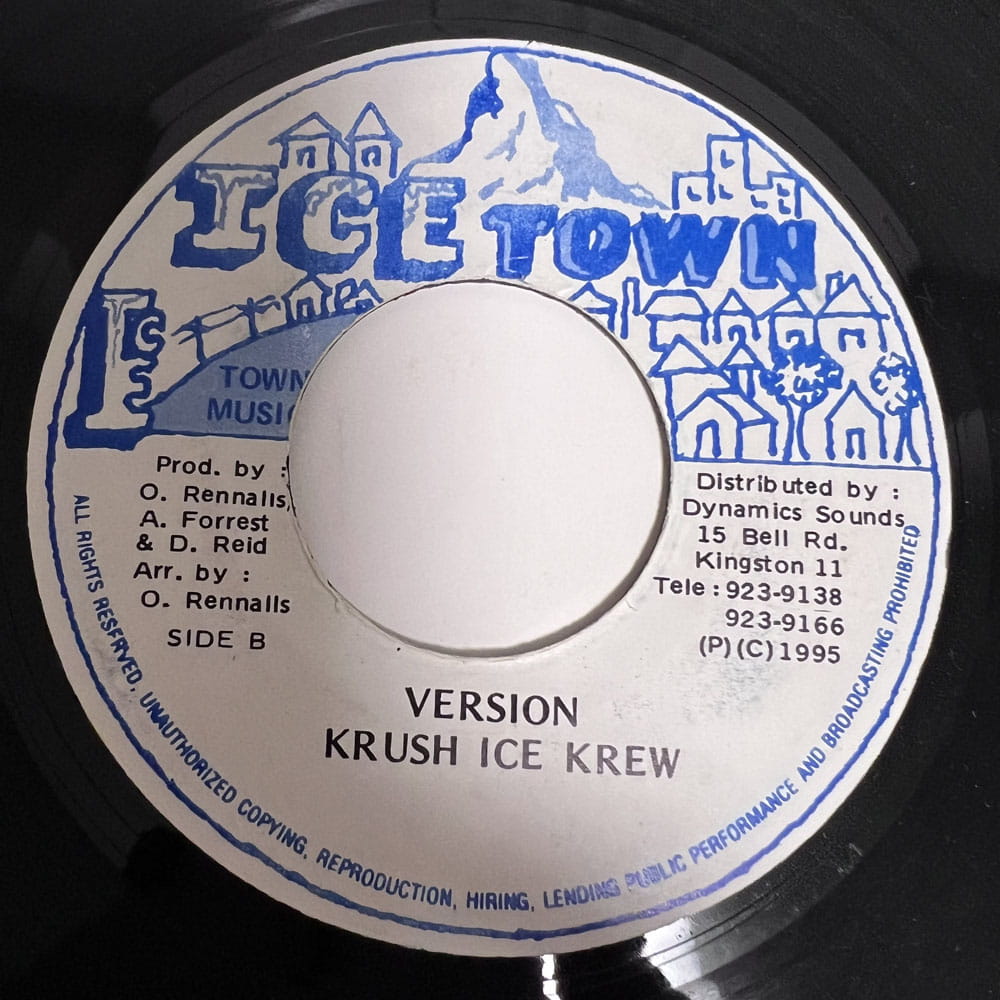 ICE TOWN
ICE
TOWN
MUSIC
Prod. by :
O. Rennalls,
A. Forrest
& D. Reid
Arr. by :
O. Rennalls
SIDE B
Distributed by :
Dynamics Sounds
15 Bell Rd.
Kingston 11
Tele : 923-9138
923-9166
(P) (C) 1995
VERSION
KRUSH ICE KREW
ALL RIGHTS RESFRVED, UNAUTHORIZED COPYING, REPRODUCTION, HIRING, LENDING PUBLIC PERFORMANCE AND BROADCASTING PROHIBITED